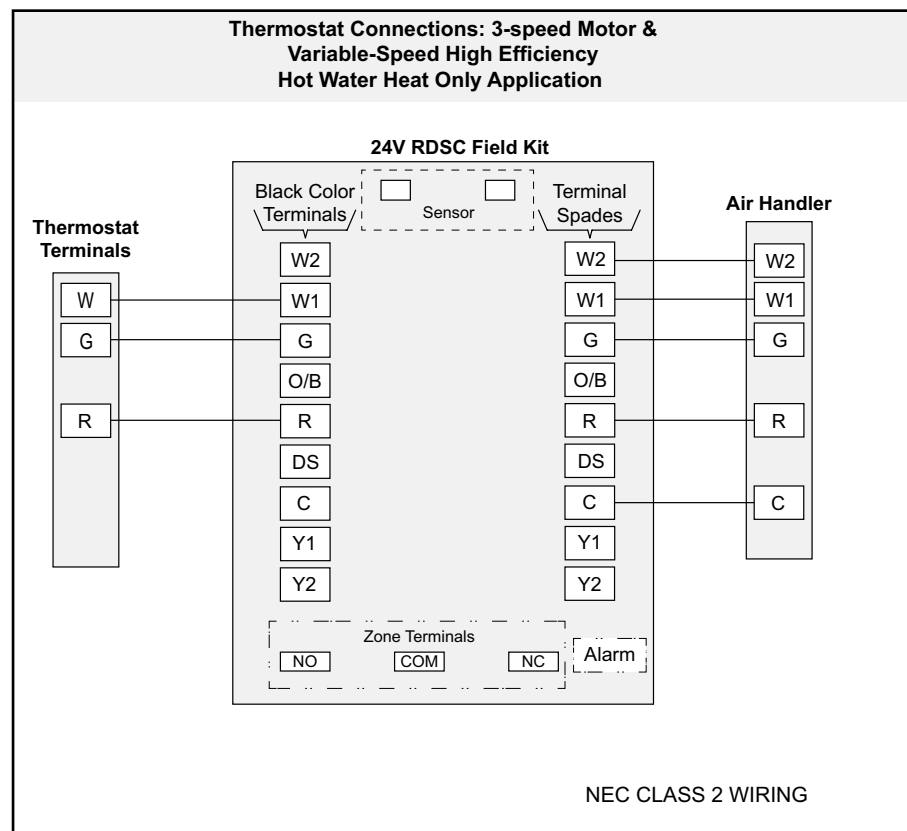 Thermostat Connections: 3-speed Motor &
Variable-Speed High Efficiency
Hot Water Heat Only Application
24V RDSC Field Kit
Black Color
Terminals
Sensor
Terminal
Spades
Thermostat
Terminals
Air Handler
W
G
R
W2
W1
G
O/B
R
DS
C
Y1
Y2
W2
W1
G
O/B
R
DS
C
Y1
Y2
W2
W1
G
R
C
Zone Terminals
NO
COM
NC
Alarm
NEC CLASS 2 WIRING